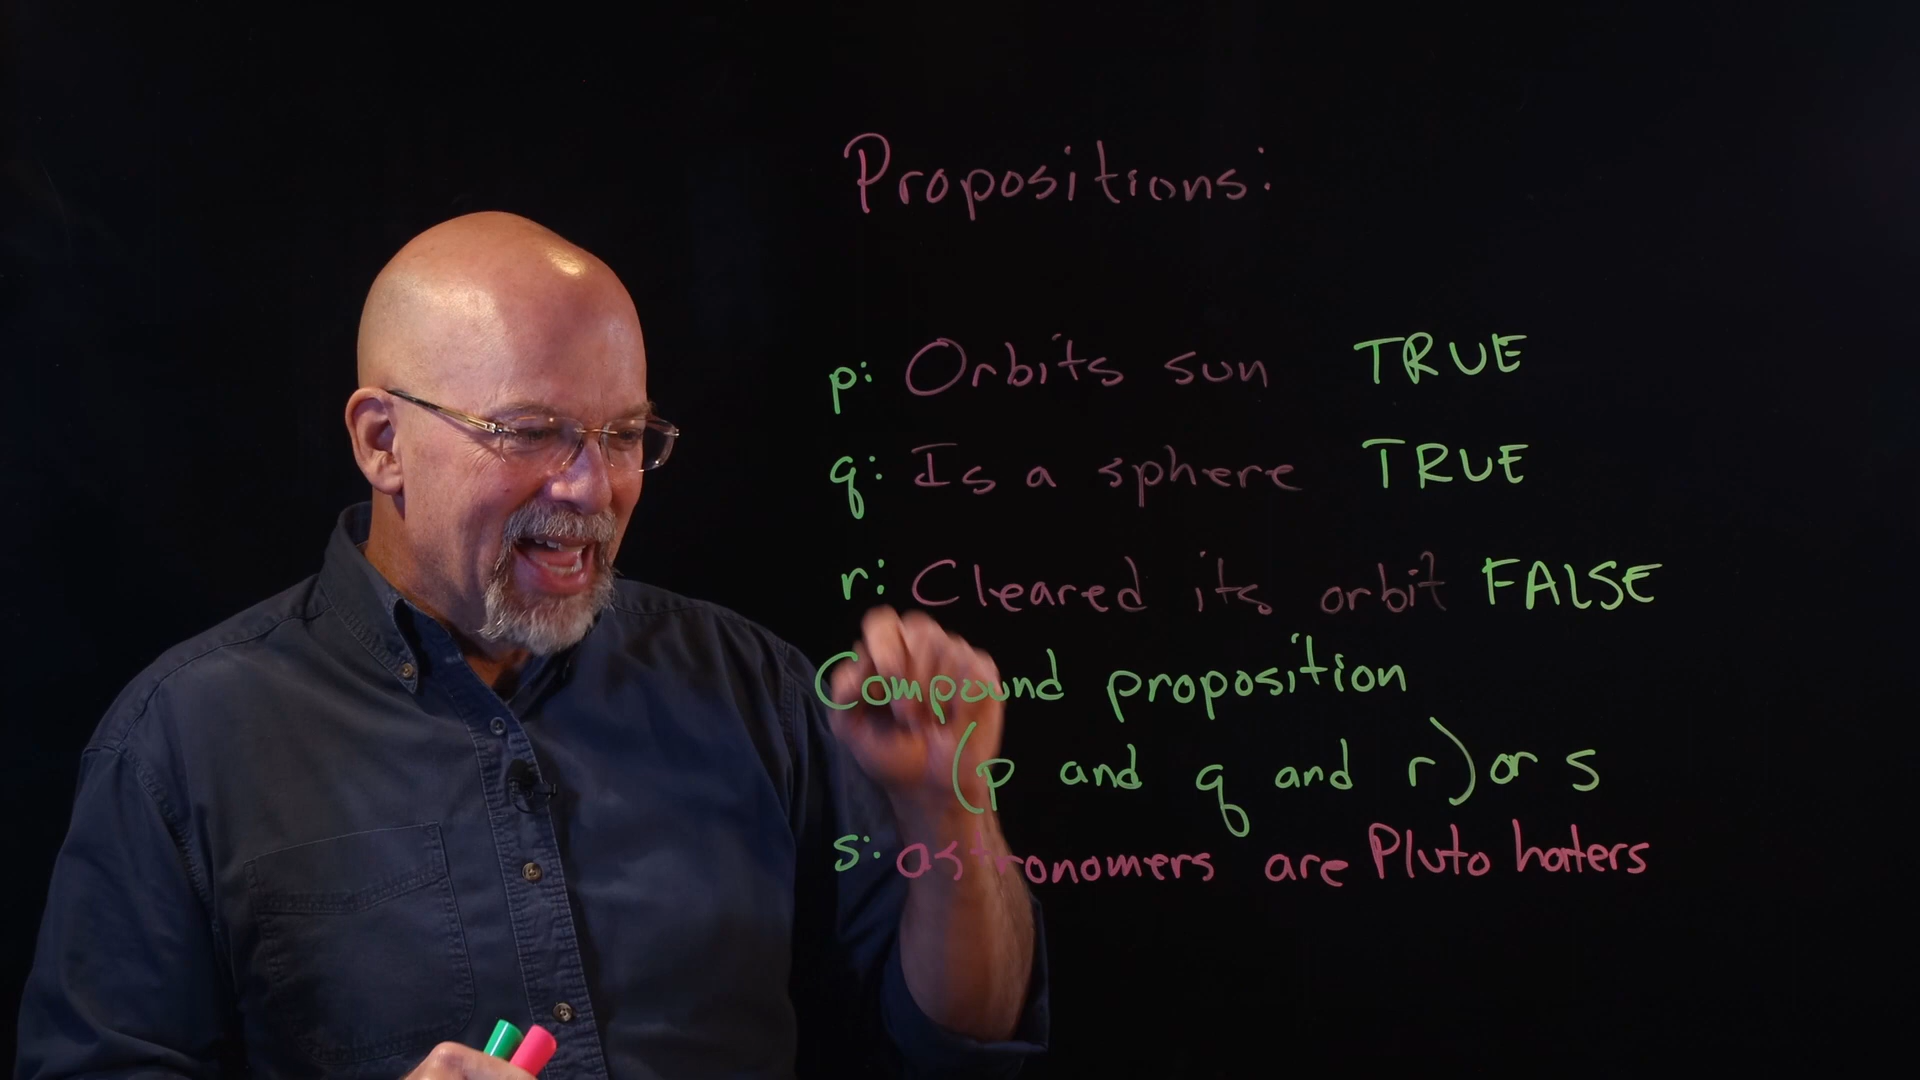 Propositions:
p: Orbits sun TRUE
q: Is a sphere TRUE
r: Cleared its orbit FALSE
Compound proposition
(p and q and r) or s
s: astronomers are Pluto haters